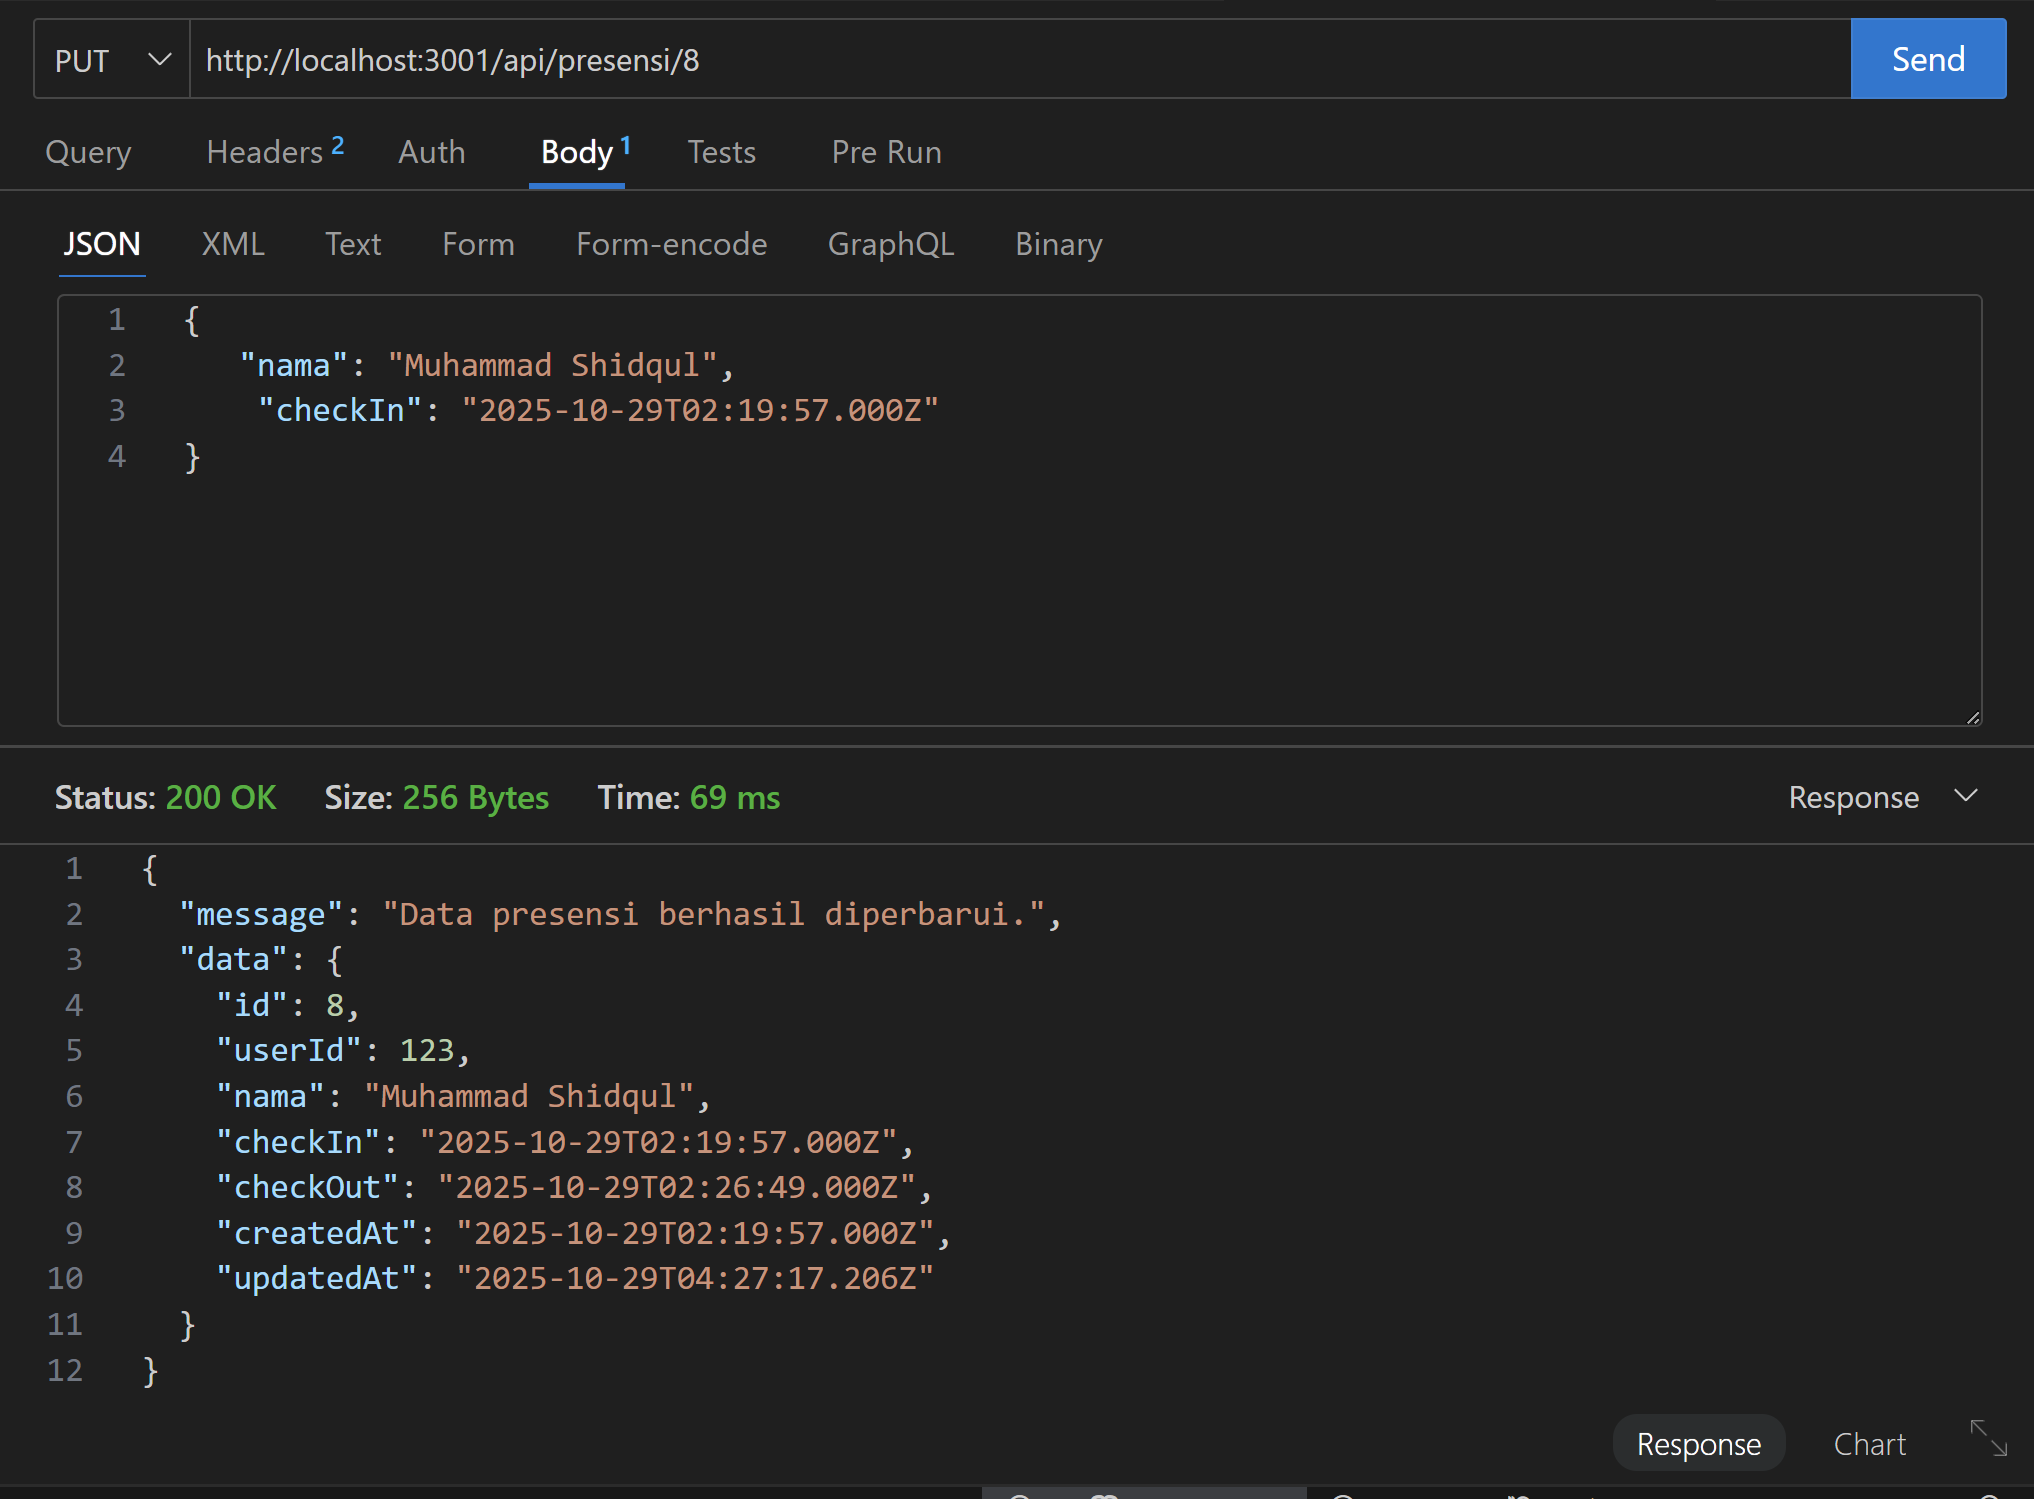 PUT http://localhost:3001/api/presensi/8 Send
Query Headers 2 Auth Body 1 Tests Pre Run
JSON XML Text Form Form-encode GraphQL Binary
1 {
2 "nama": "Muhammad Shidqul",
3 "checkIn": "2025-10-29T02:19:57.000Z"
4 }
Status: 200 OK Size: 256 Bytes Time: 69 ms Response
1 {
2 "message": "Data presensi berhasil diperbarui.",
3 "data": {
4 "id": 8,
5 "userId": 123,
6 "nama": "Muhammad Shidqul",
7 "checkIn": "2025-10-29T02:19:57.000Z",
8 "checkOut": "2025-10-29T02:26:49.000Z",
9 "createdAt": "2025-10-29T02:19:57.000Z",
10 "updatedAt": "2025-10-29T04:27:17.206Z"
11 }
12 }
Response Chart